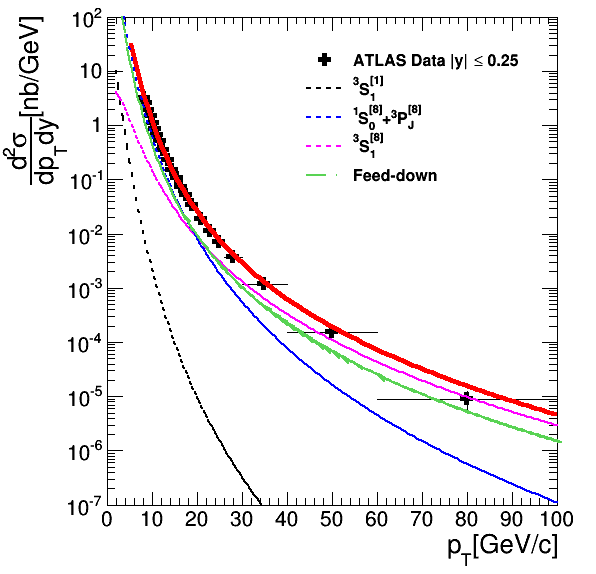 d²σ/dp_T dy [nb/GeV]
10²
10
1
10⁻¹
10⁻²
10⁻³
10⁻⁴
10⁻⁵
10⁻⁶
10⁻⁷
ATLAS Data |y| ≤ 0.25
³S₁^[1]
¹S₀^[8]+³P_J^[8]
³S₁^[8]
Feed-down
0 10 20 30 40 50 60 70 80 90 100
p_T[GeV/c]